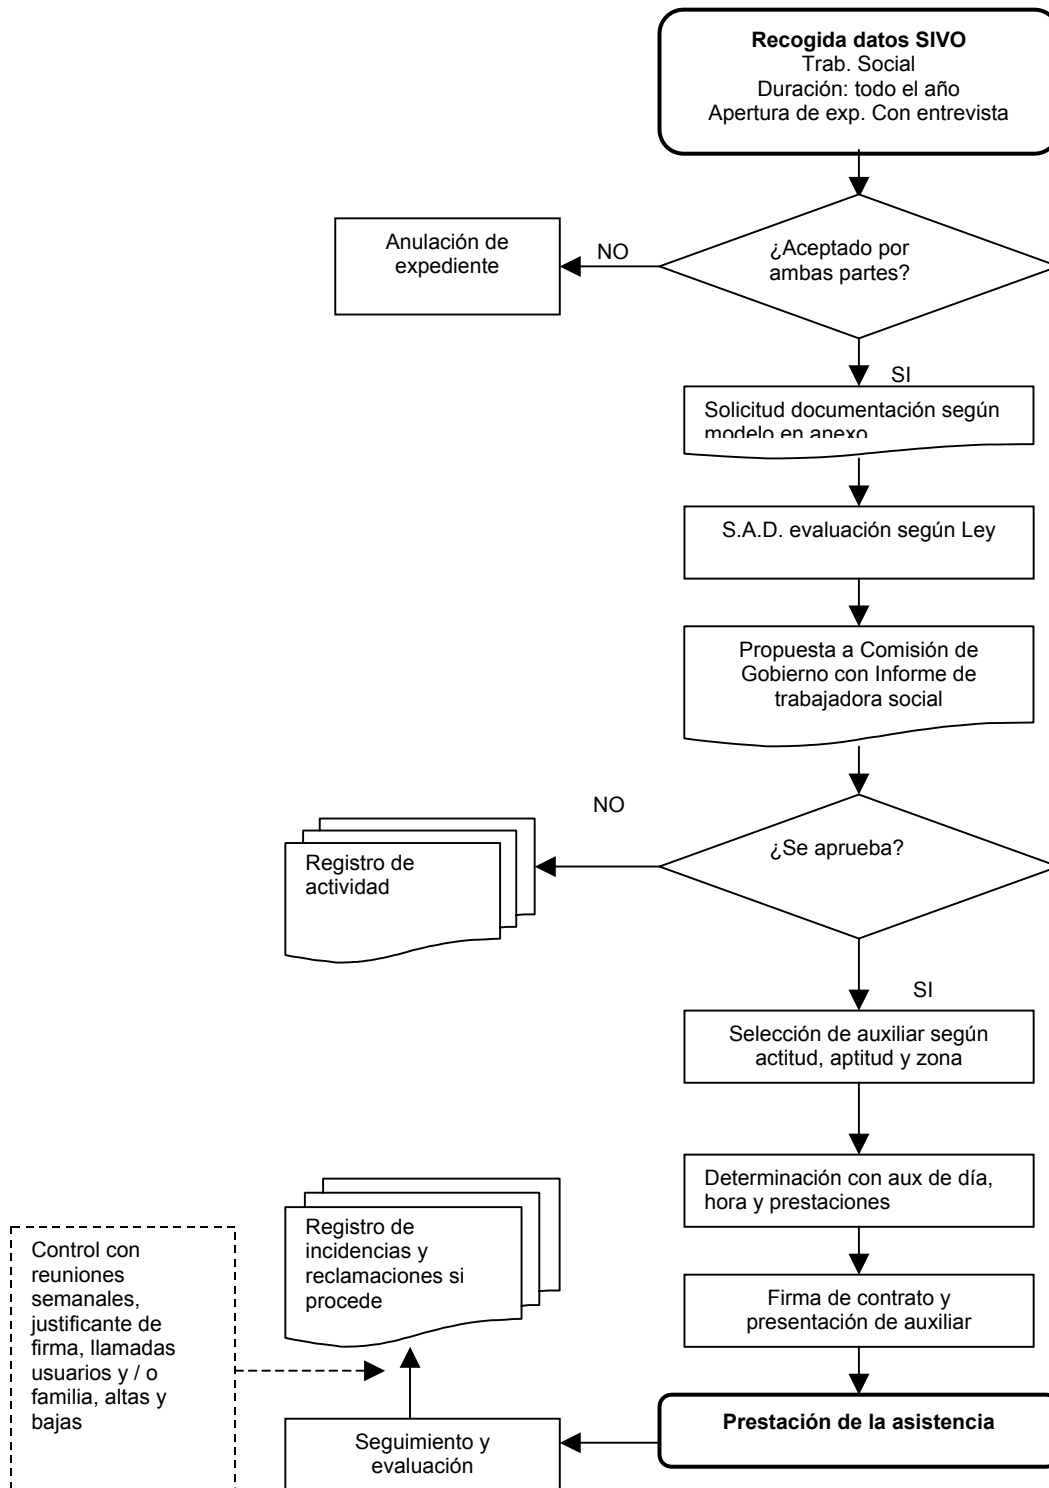 Recogida datos SIVO
Trab. Social
Duración: todo el año
Apertura de exp. Con entrevista
¿Aceptado por
ambas partes?
NO
Anulación de
expediente
SI
Solicitud documentación según
modelo en anexo
S.A.D. evaluación según Ley
Propuesta a Comisión de
Gobierno con Informe de
trabajadora social
¿Se aprueba?
NO
Registro de
actividad
SI
Selección de auxiliar según
actitud, aptitud y zona
Determinación con aux de día,
hora y prestaciones
Firma de contrato y
presentación de auxiliar
Prestación de la asistencia
Seguimiento y
evaluación
Registro de
incidencias y
reclamaciones si
procede
Control con
reuniones
semanales,
justificante de
firma, llamadas
usuarios y / o
familia, altas y
bajas